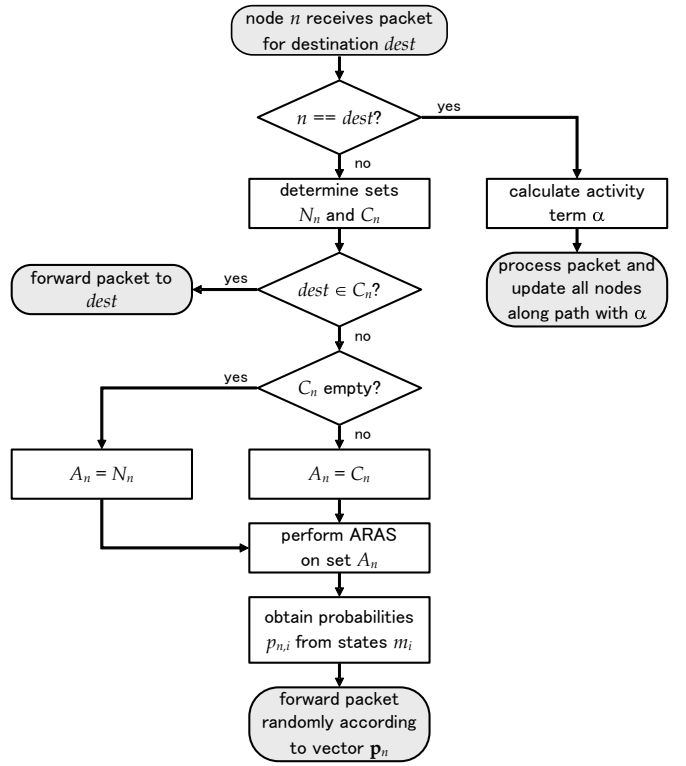 node n receives packet
for destination dest
n == dest?
yes
no
determine sets
Nn and Cn
calculate activity
term α
forward packet to
dest
yes
dest ∈ Cn?
process packet and
update all nodes
along path with α
no
yes
Cn empty?
no
An = Nn
An = Cn
perform ARAS
on set An
obtain probabilities
pn,i from states mi
forward packet
randomly according
to vector pn